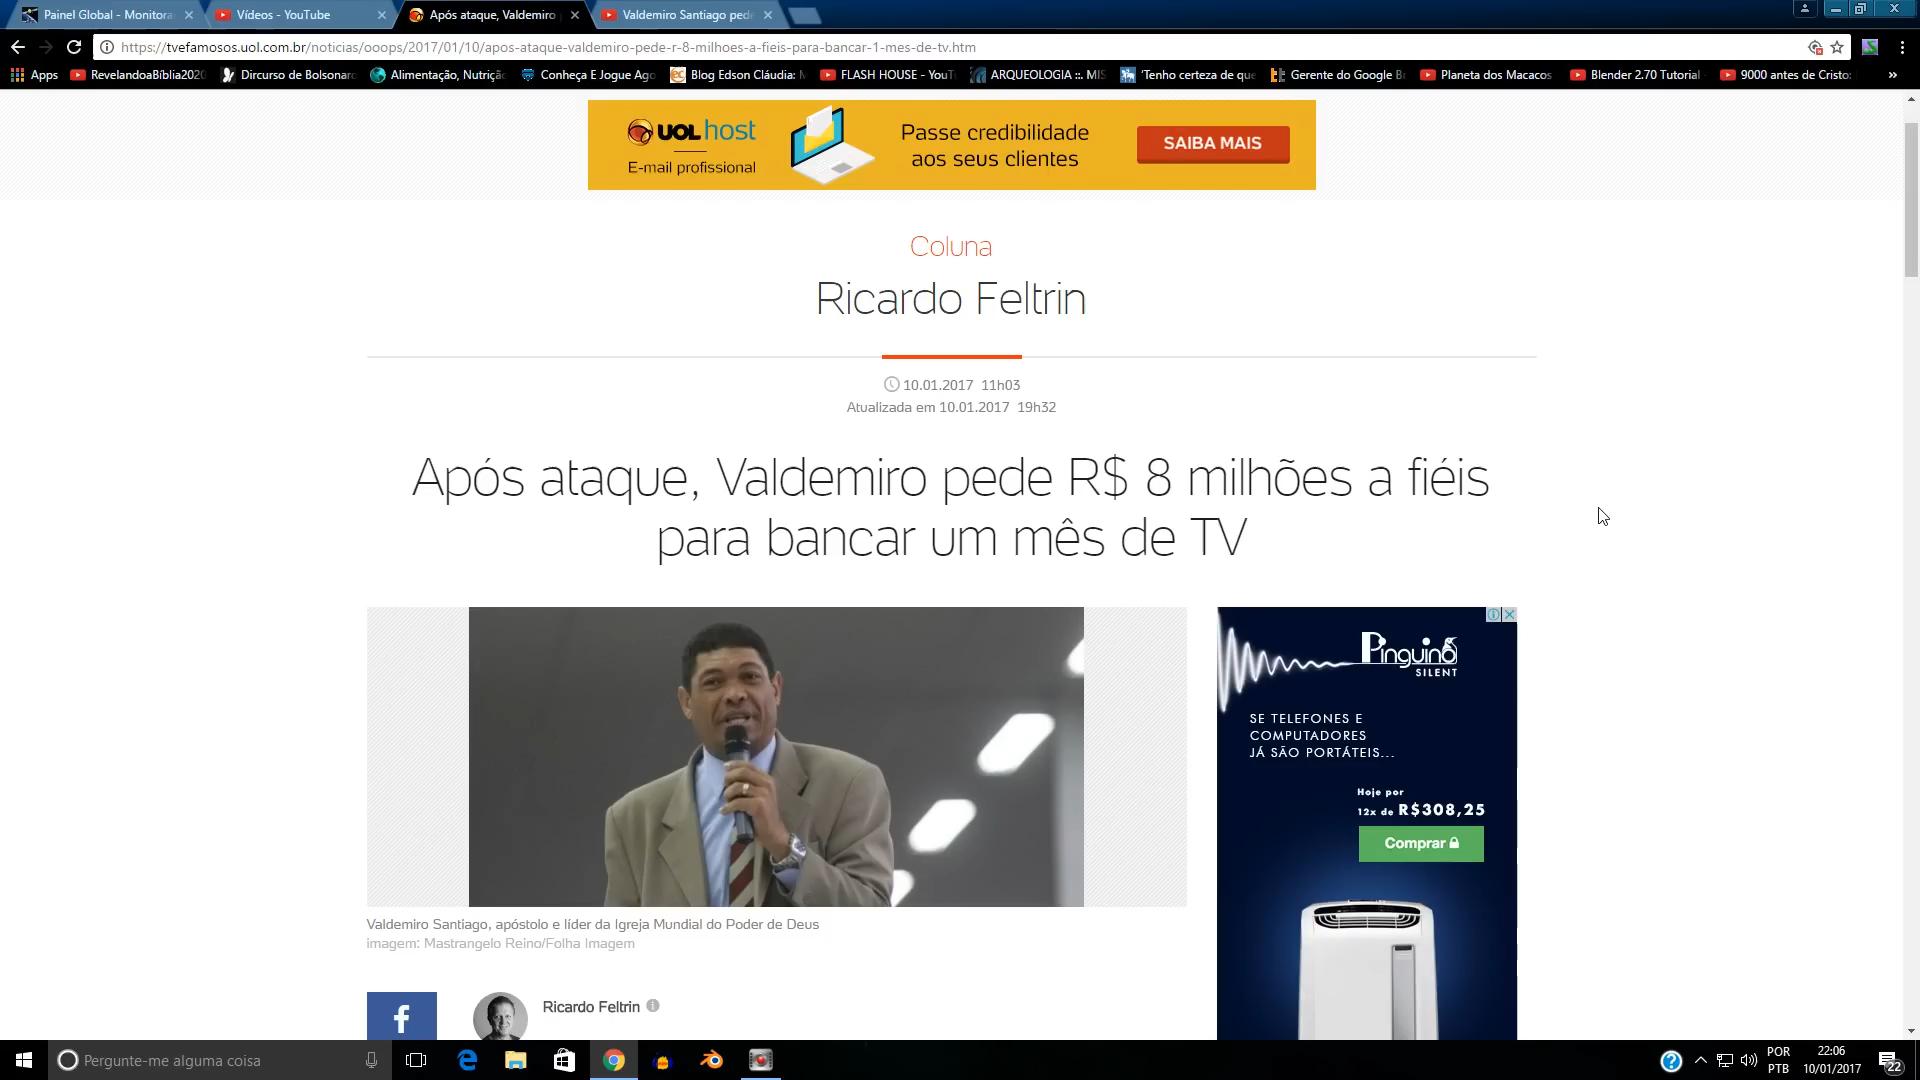 Painel Global - Monitora
Vídeos - YouTube
Após ataque, Valdemiro
Valdemiro Santiago ped
https://tvefamosos.uol.com.br/noticias/ooops/2017/01/10/apos-ataque-valdemiro-pede-r-8-milhoes-a-fieis-para-bancar-1-mes-de-tv.htm
Apps
RevelandoaBíblia2020
Dircurso de Bolsonaro
Alimentação, Nutriçã
Conheça E Jogue Ago
Blog Edson Cláudia: M
FLASH HOUSE - YouT
ARQUEOLOGIA ::. MIS
'Tenho certeza de que
Gerente do Google B
Planeta dos Macacos
Blender 2.70 Tutorial
9000 antes de Cristo:
»
UOL host
E-mail profissional
Passe credibilidade
aos seus clientes
SAIBA MAIS
Coluna
Ricardo Feltrin
10.01.2017 11h03
Atualizada em 10.01.2017 19h32
Após ataque, Valdemiro pede R$ 8 milhões a fiéis
para bancar um mês de TV
Pinguino
SILENT
SE TELEFONES E
COMPUTADORES
JÁ SÃO PORTÁTEIS...
Hoje por
12x de R$308,25
Comprar
Valdemiro Santiago, apóstolo e líder da Igreja Mundial do Poder de Deus
imagem: Mastrangelo Reino/Folha Imagem
f
Ricardo Feltrin
Pergunte-me alguma coisa
POR
PTB
22:06
10/01/2017
22